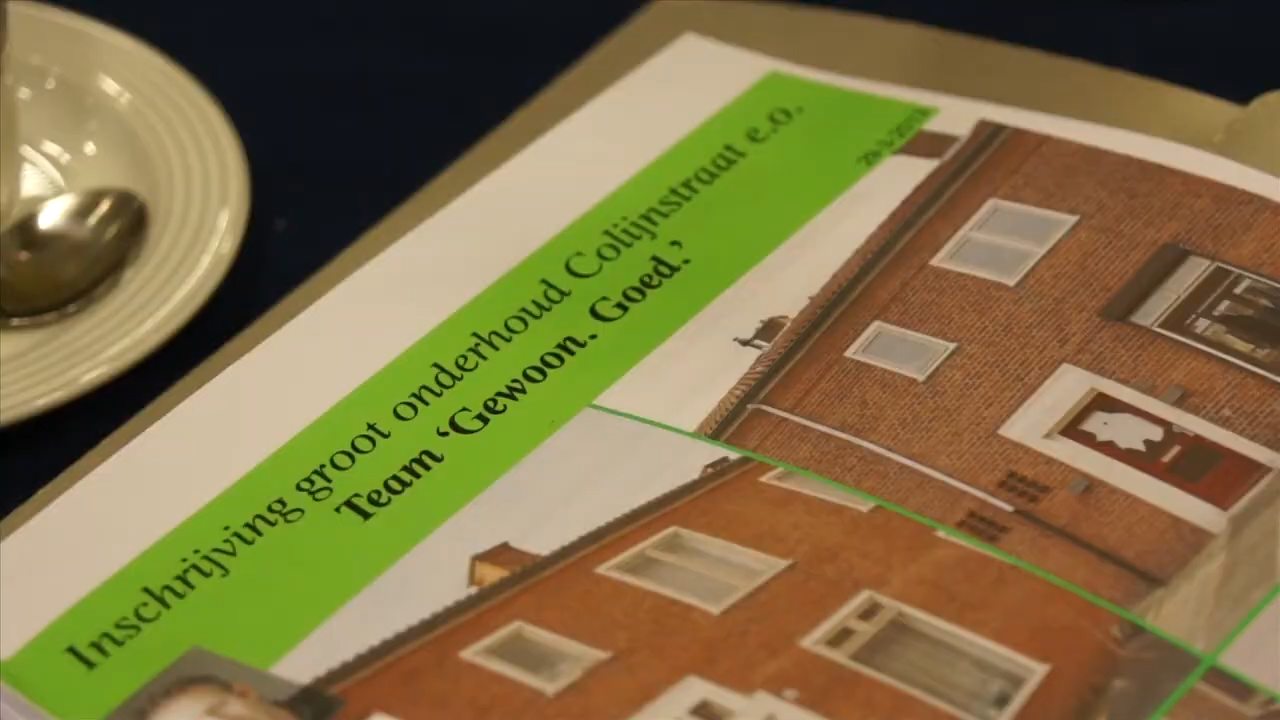 Inschrijving groot onderhoud Colijnstraat e.o.
Team ‘Gewoon. Goed.’